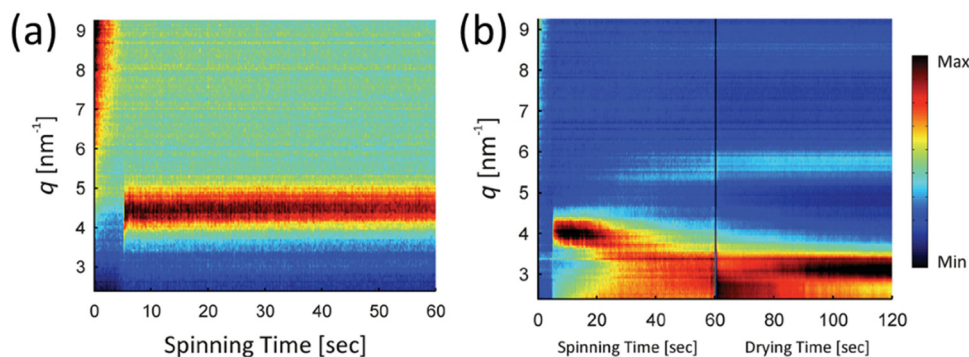 (a)
9
8
7
6
5
4
3
q [nm⁻¹]
0 10 20 30 40 50 60
Spinning Time [sec]
(b)
9
8
7
6
5
4
3
q [nm⁻¹]
0 20 40 60 80 100 120
Spinning Time [sec] Drying Time [sec]
Max
Min